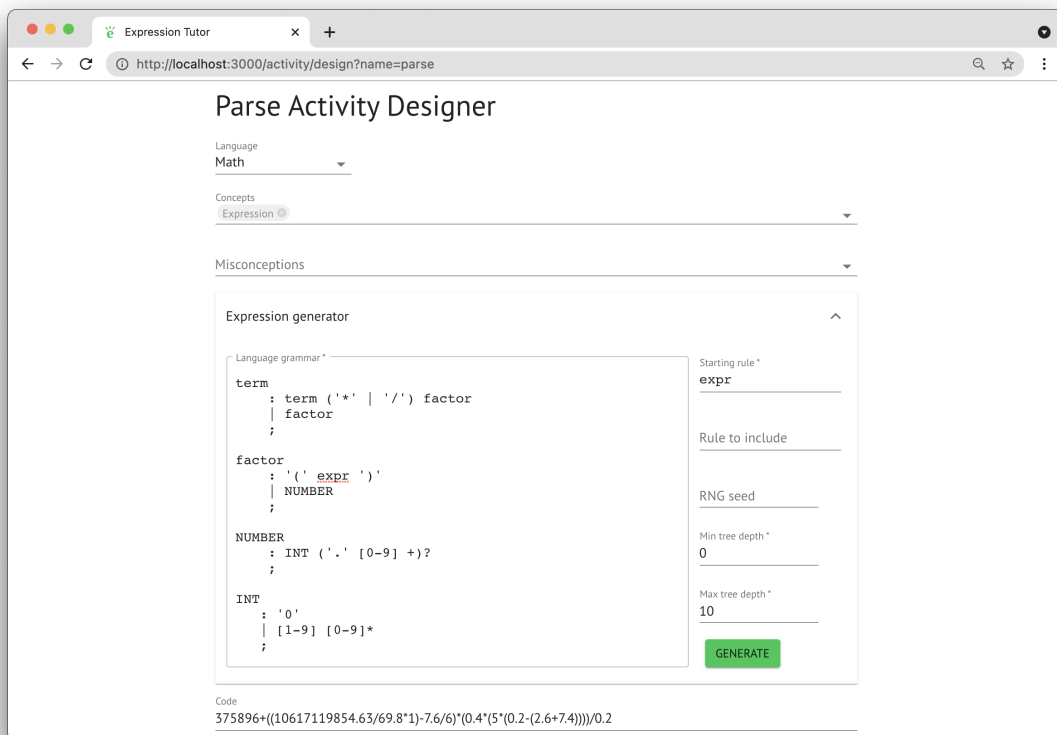 Expression Tutor
http://localhost:3000/activity/design?name=parse
Parse Activity Designer
Language
Math
Concepts
Expression
Misconceptions
Expression generator
Language grammar *
term
    : term ('*' | '/') factor
    | factor
    ;
factor
    : '(' expr ')'
    | NUMBER
    ;
NUMBER
    : INT ('.' [0-9] +)?
    ;
INT
   : '0'
   | [1-9] [0-9]*
   ;
Starting rule *
expr
Rule to include
RNG seed
Min tree depth *
0
Max tree depth *
10
GENERATE
Code
375896+((10617119854.63/69.8*1)-7.6/6)*(0.4*(5*(0.2-(2.6+7.4))))/0.2